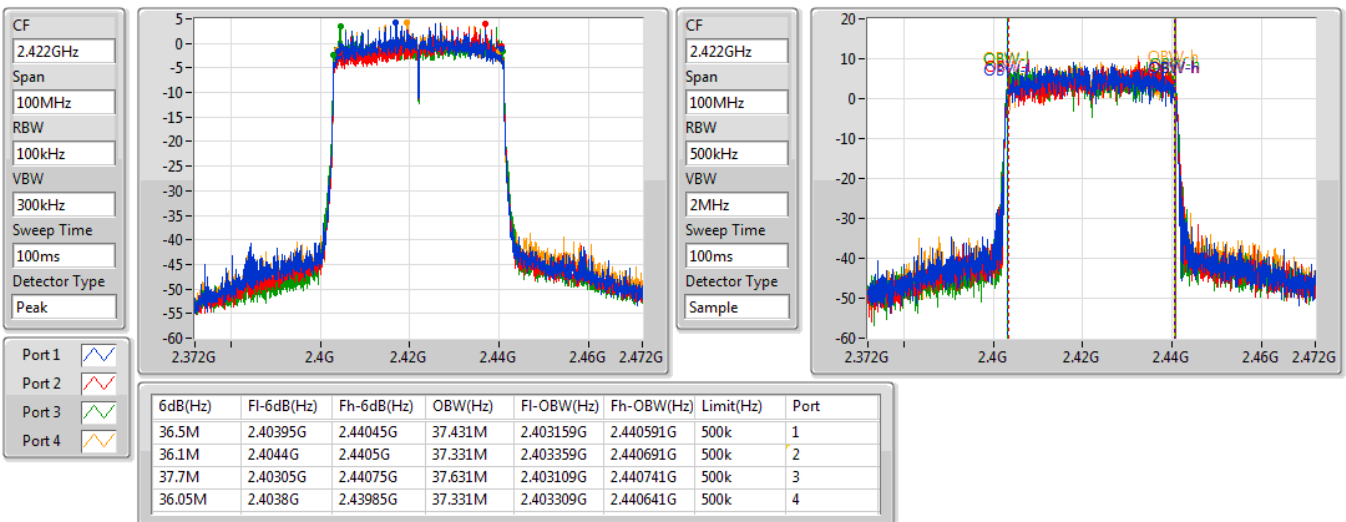 CF
2.422GHz
Span
100MHz
RBW
100kHz
VBW
300kHz
Sweep Time
100ms
Detector Type
Peak
5
0
-5
-10
-15
-20
-25
-30
-35
-40
-45
-50
-55
-60
2.372G 2.4G 2.42G 2.44G 2.46G 2.472G
CF
2.422GHz
Span
100MHz
RBW
500kHz
VBW
2MHz
Sweep Time
100ms
Detector Type
Sample
20
10
0
-10
-20
-30
-40
-50
-60
OBW-l OBW-h
OBW-l OBW-h
2.372G 2.4G 2.42G 2.44G 2.46G 2.472G
Port 1
Port 2
Port 3
Port 4
6dB(Hz) Fl-6dB(Hz) Fh-6dB(Hz) OBW(Hz) Fl-OBW(Hz) Fh-OBW(Hz) Limit(Hz) Port
36.5M 2.40395G 2.44045G 37.431M 2.403159G 2.440591G 500k 1
36.1M 2.4044G 2.4405G 37.331M 2.403359G 2.440691G 500k 2
37.7M 2.40305G 2.44075G 37.631M 2.403109G 2.440741G 500k 3
36.05M 2.4038G 2.43985G 37.331M 2.403309G 2.440641G 500k 4